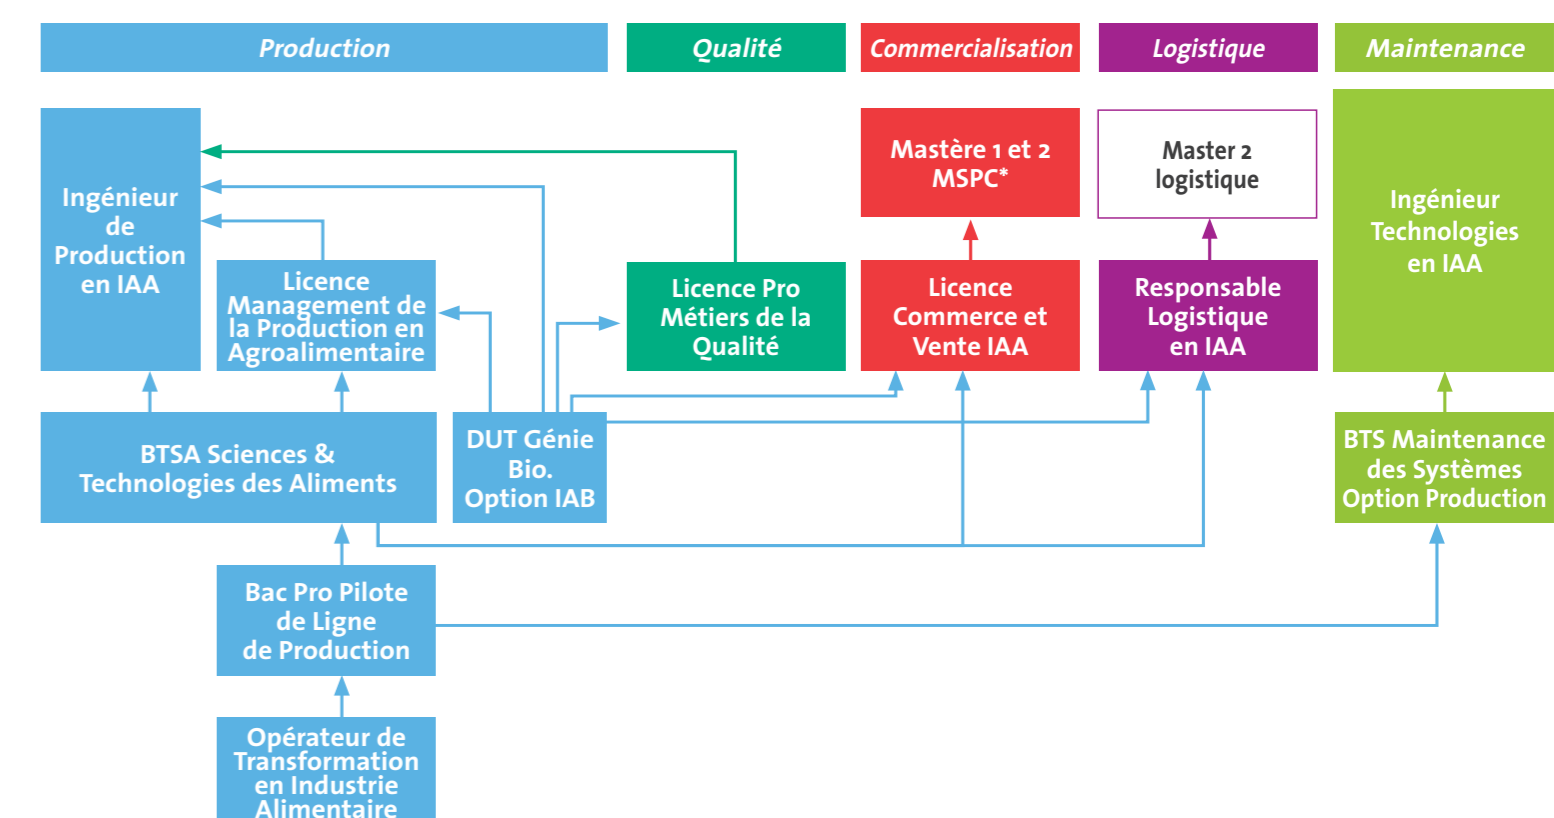 Production
Qualité
Commercialisation
Logistique
Maintenance
Ingénieur
de
Production
en IAA
Licence
Management de
la Production en
Agroalimentaire
Licence Pro
Métiers de la
Qualité
Mastère 1 et 2
MSPC*
Licence
Commerce et
Vente IAA
Master 2
logistique
Responsable
Logistique
en IAA
Ingénieur
Technologies
en IAA
BTSA Sciences &
Technologies des Aliments
DUT Génie
Bio.
Option IAB
BTS Maintenance
des Systèmes
Option Production
Bac Pro Pilote
de Ligne
de Production
Opérateur de
Transformation
en Industrie
Alimentaire